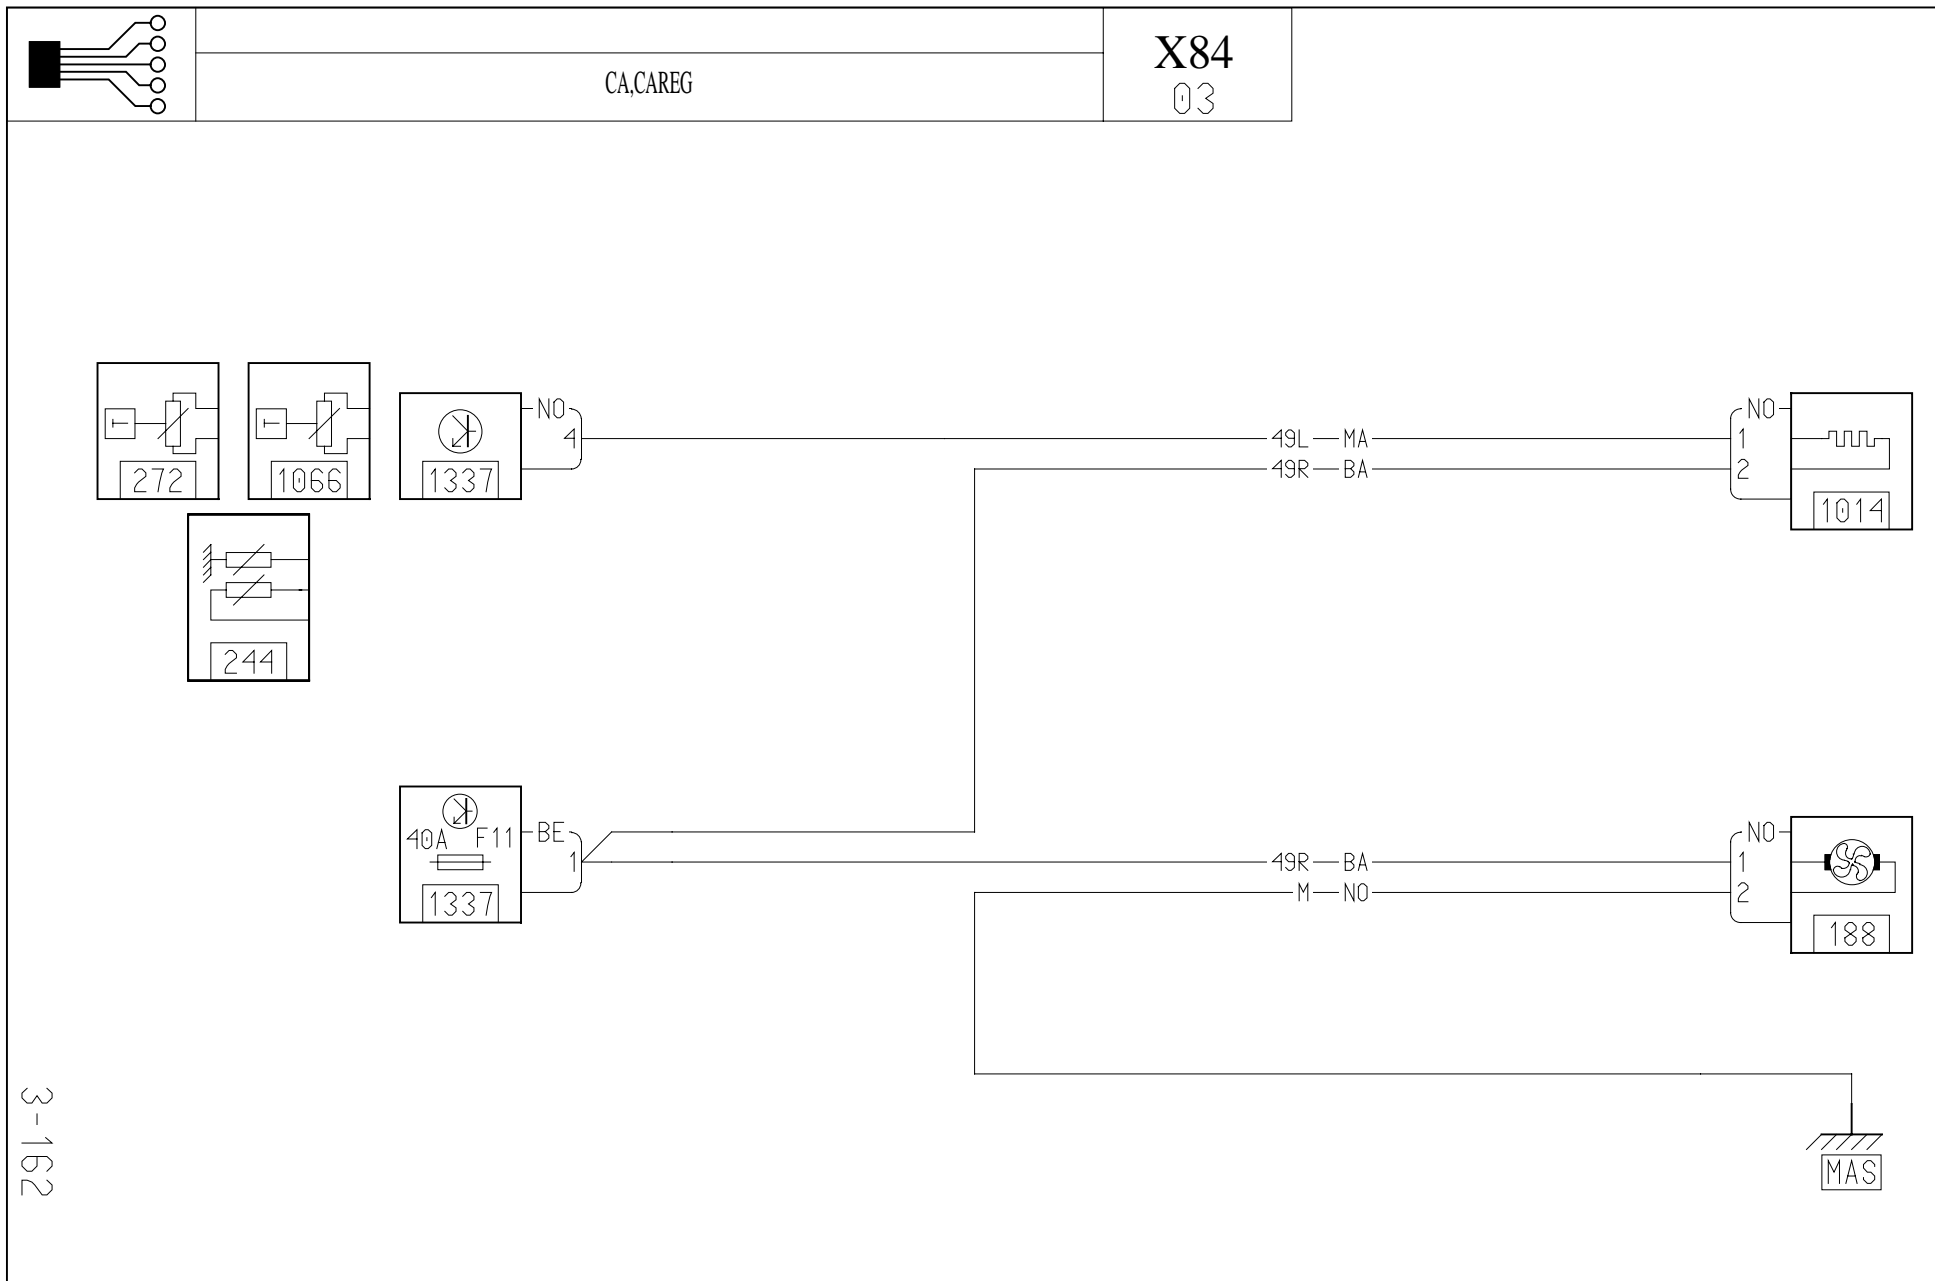 CA,CAREG
X84
03
NO
4
49L MA
49R BA
NO
1
2
272
1066
1337
1014
244
40A F11
BE
1
1337
49R BA
M NO
NO
1
2
188
T
T
MAS
3-162